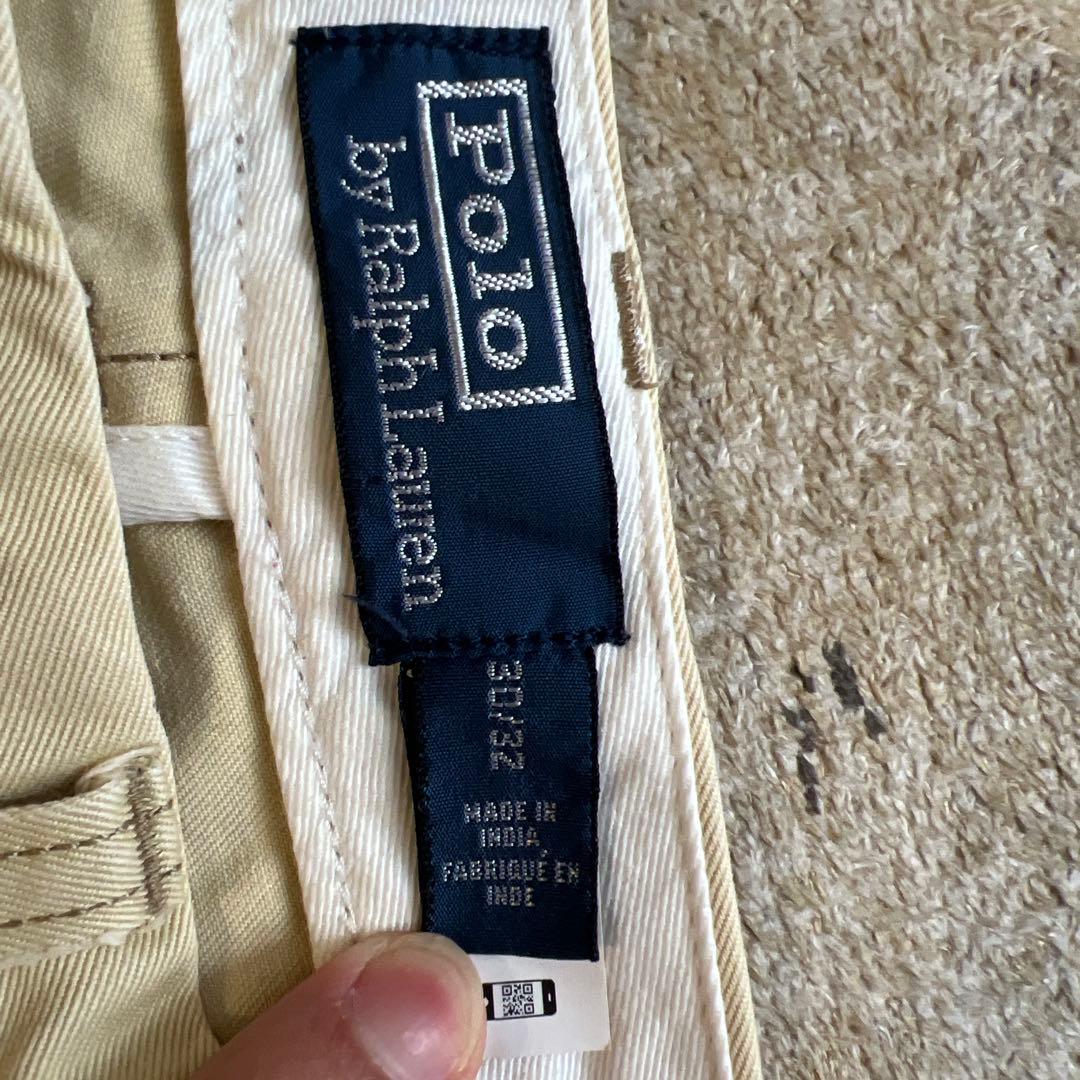 Polo
by Ralph Lauren
30/32
MADE IN
INDIA,
FABRIQUÉ EN
INDE